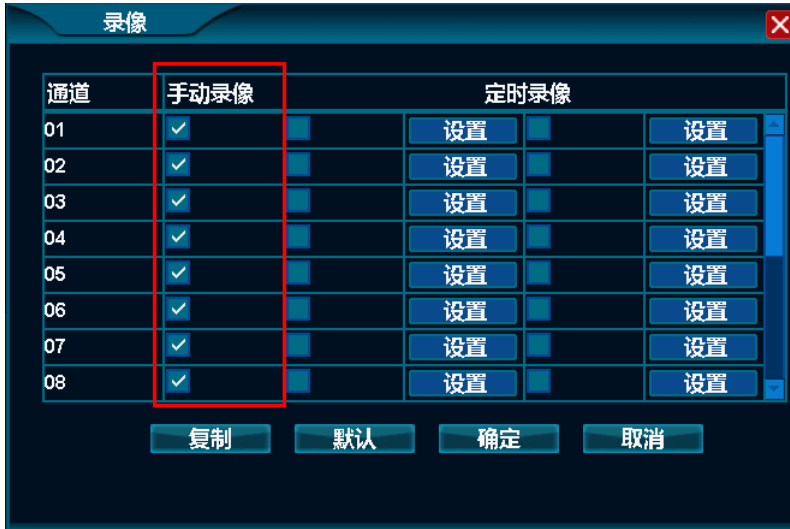 录像
通道 手动录像 定时录像
01 设置 设置
02 设置 设置
03 设置 设置
04 设置 设置
05 设置 设置
06 设置 设置
07 设置 设置
08 设置 设置
复制 默认 确定 取消